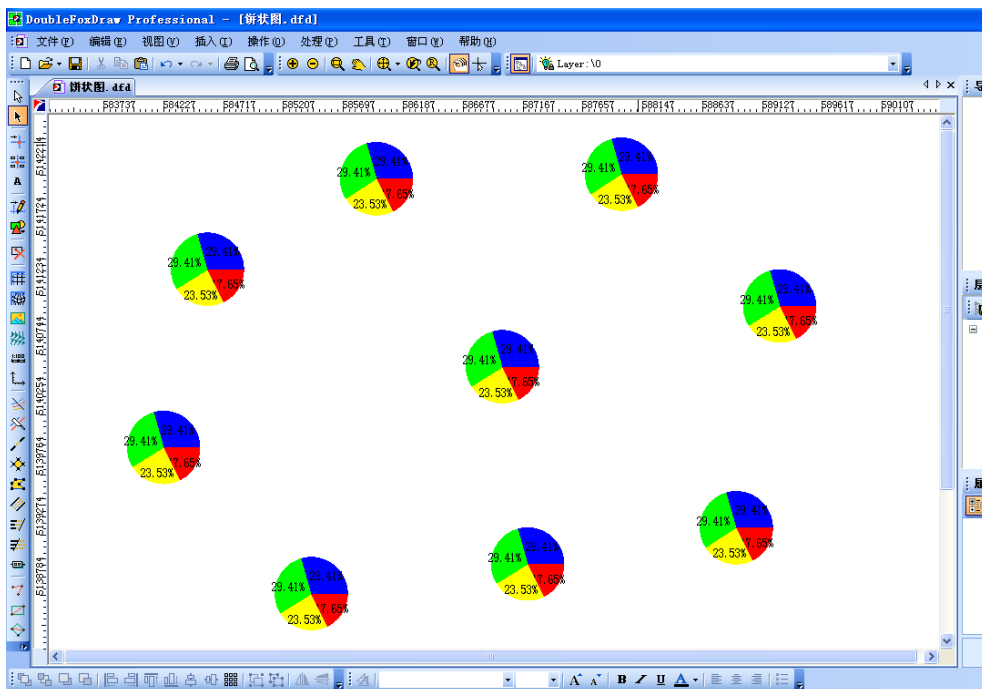 DoubleFoxDraw Professional - [饼状图.dfd]
文件(F) 编辑(E) 视图(V) 插入(I) 操作(O) 处理(P) 工具(T) 窗口(W) 帮助(H)
Layer:\0
饼状图.dfd
583737 584227 584717 585207 585697 586187 586677 587167 587657 588147 588637 589127 589617 590107
5142214
5141724
5141234
5140744
5140254
5139764
5139274
5138784
29.41% 29.41% 23.53% 7.65%
29.41% 29.41% 23.53% 7.65%
29.41% 29.41% 23.53% 7.65%
29.41% 29.41% 23.53% 7.65%
29.41% 29.41% 23.53% 7.65%
29.41% 29.41% 23.53% 7.65%
29.41% 29.41% 23.53% 7.65%
29.41% 29.41% 23.53% 7.65%
29.41% 29.41% 23.53% 7.65%
A A B I U A